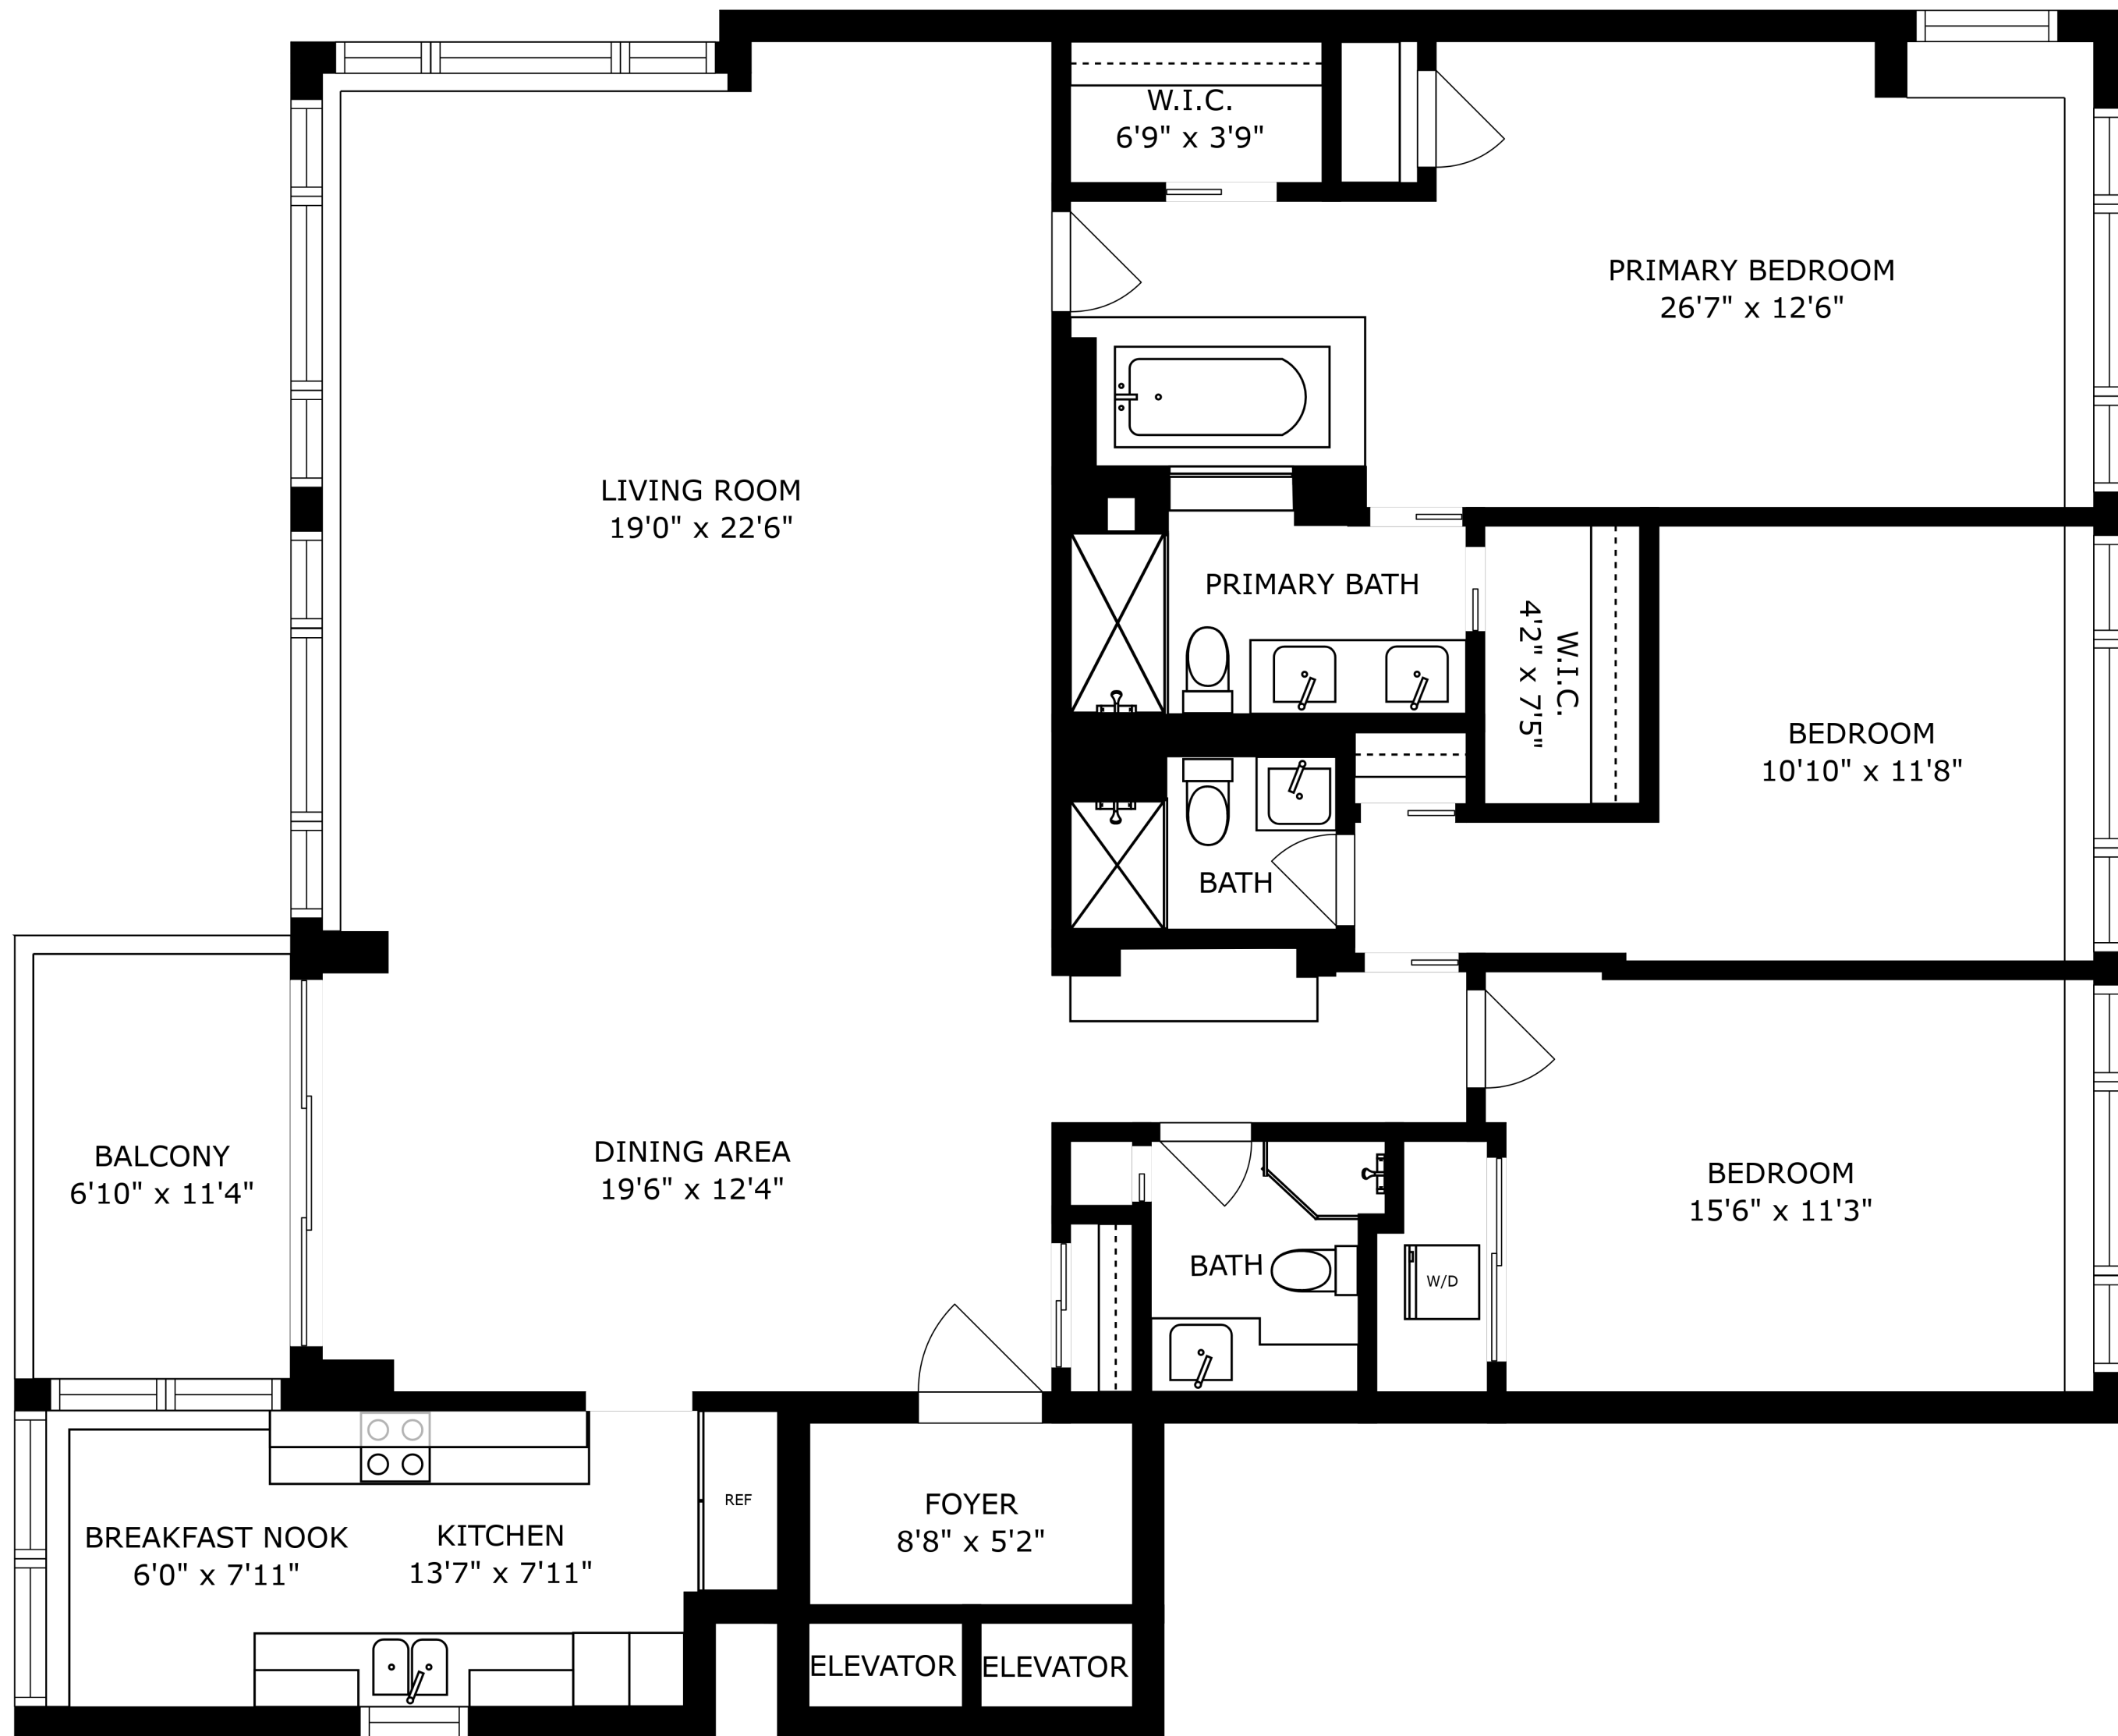 W.I.C.
6'9" x 3'9"
PRIMARY BEDROOM
26'7" x 12'6"
LIVING ROOM
19'0" x 22'6"
PRIMARY BATH
W.I.C.
4'2" x 7'5"
BEDROOM
10'10" x 11'8"
BATH
BALCONY
6'10" x 11'4"
DINING AREA
19'6" x 12'4"
BEDROOM
15'6" x 11'3"
BATH
W/D
REF
FOYER
8'8" x 5'2"
BREAKFAST NOOK
6'0" x 7'11"
KITCHEN
13'7" x 7'11"
ELEVATOR
ELEVATOR